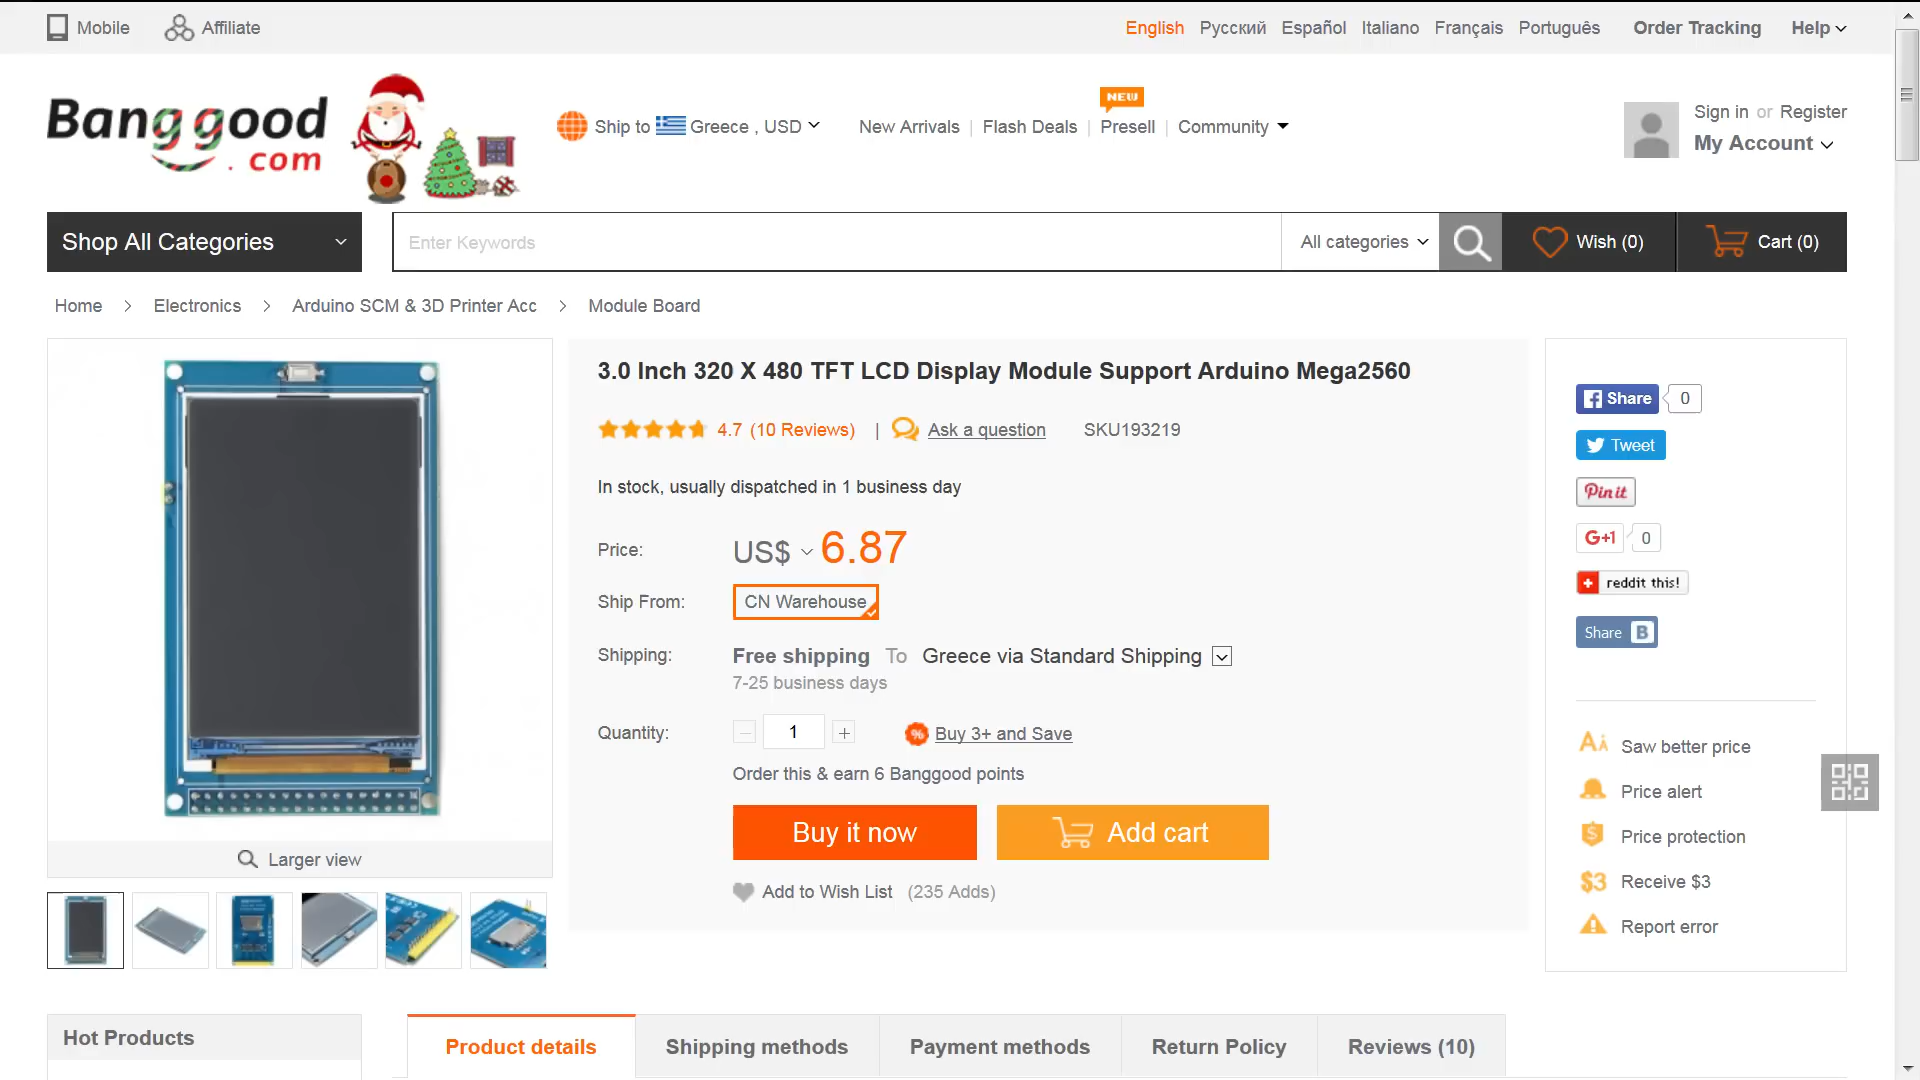 Mobile
Affiliate
English Русский Español Italiano Français Português Order Tracking Help
Banggood
.com
NEW
Ship to Greece , USD
New Arrivals | Flash Deals | Presell | Community
Sign in or Register
My Account
Shop All Categories
Enter Keywords
All categories
Wish (0)
Cart (0)
Home > Electronics > Arduino SCM & 3D Printer Acc > Module Board
3.0 Inch 320 X 480 TFT LCD Display Module Support Arduino Mega2560
4.7 (10 Reviews) | Ask a question SKU193219
In stock, usually dispatched in 1 business day
Price: US$ 6.87
Ship From: CN Warehouse
Shipping: Free shipping To Greece via Standard Shipping
7-25 business days
Quantity: − 1 + % Buy 3+ and Save
Order this & earn 6 Banggood points
Buy it now
Add cart
Add to Wish List (235 Adds)
Larger view
Share 0
Tweet
Pin it
G+1 0
reddit this!
Share B
Saw better price
Price alert
$ Price protection
$3 Receive $3
Report error
Hot Products
Product details
Shipping methods
Payment methods
Return Policy
Reviews (10)